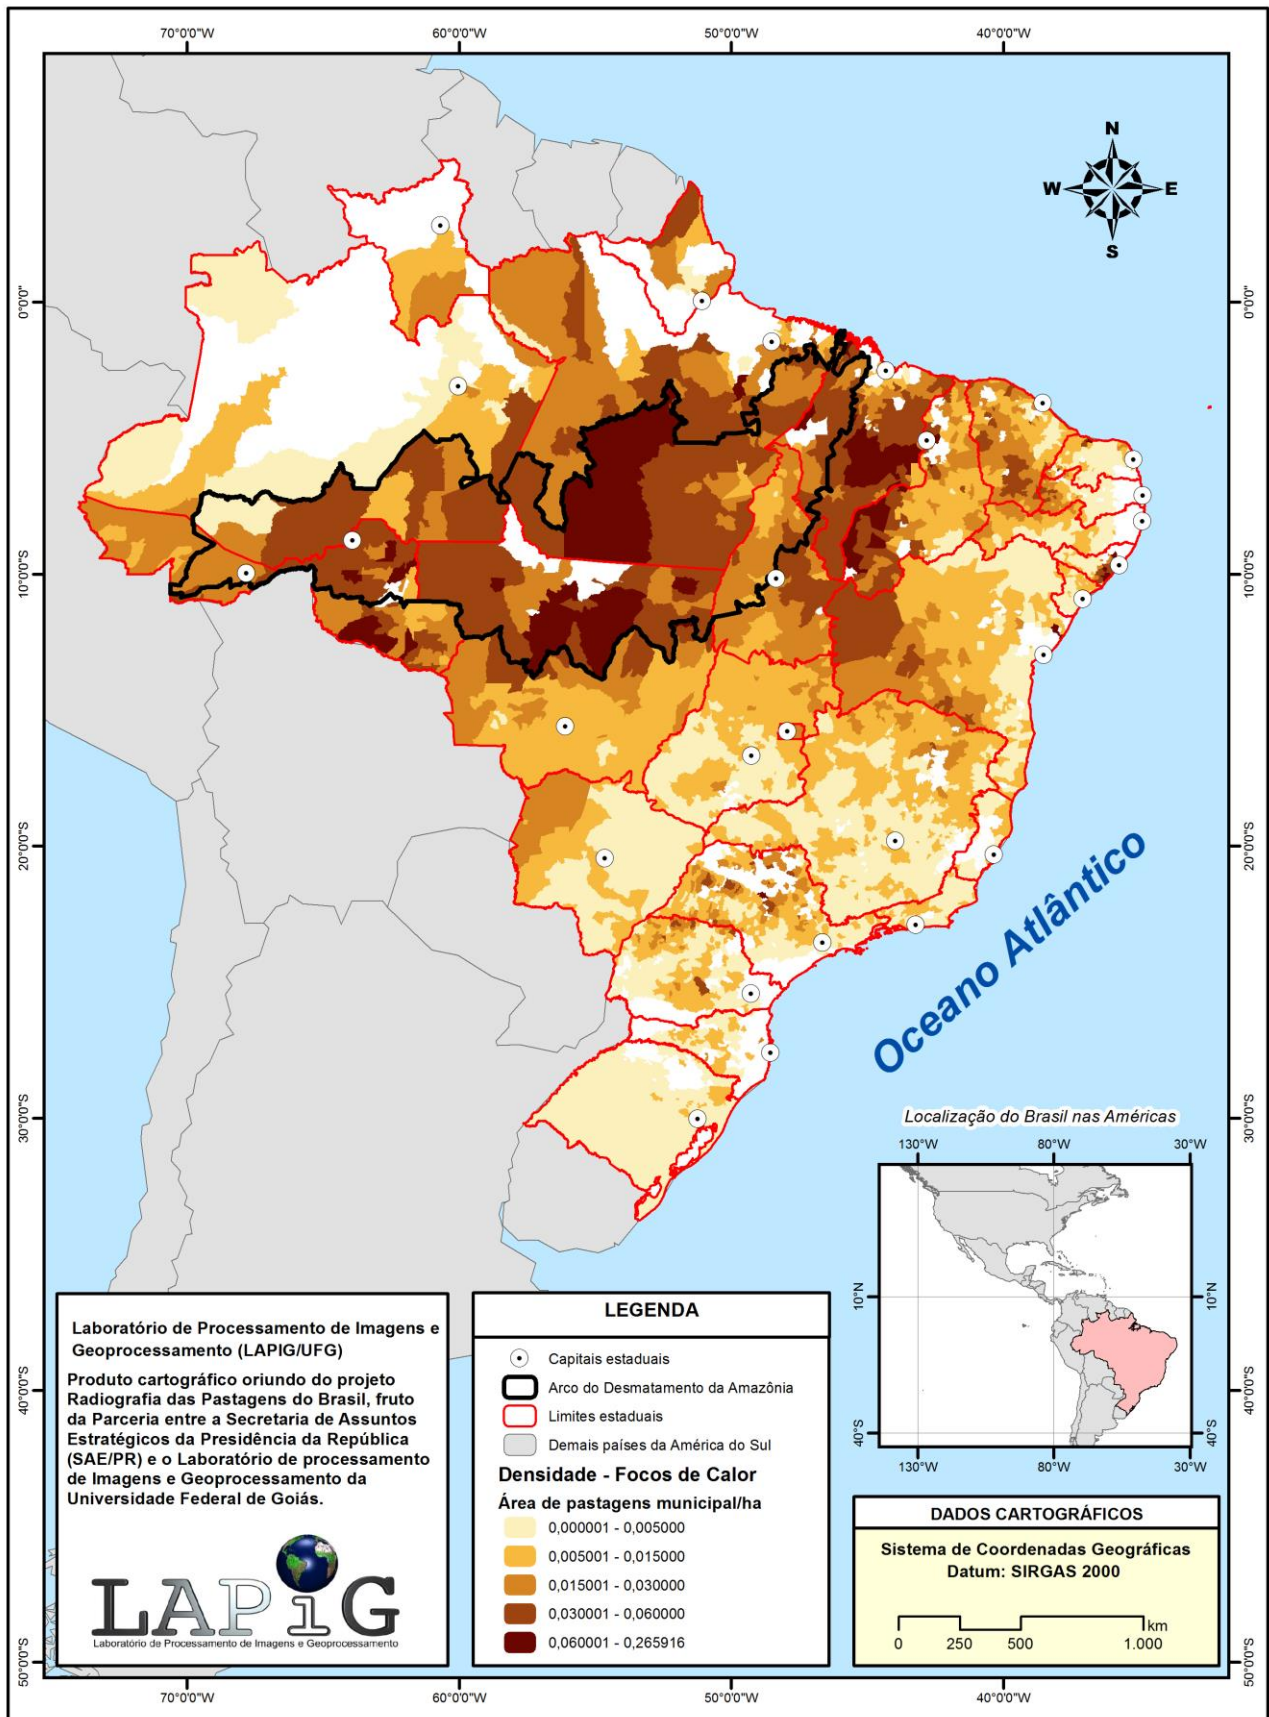 70°0'0"W 60°0'0"W 50°0'0"W 40°0'0"W
0°0'0"
10°0'0"S
20°0'0"S
30°0'0"S
40°0'0"S
50°0'0"S
N
W E
S
0°0'0"
10°0'0"S
20°0'0"S
30°0'0"S
40°0'0"S
50°0'0"S
Oceano Atlântico
Localização do Brasil nas Américas
130°W 80°W 30°W
10°N 10°N
40°S 40°S
130°W 80°W 30°W
Laboratório de Processamento de Imagens e
Geoprocessamento (LAPIG/UFG)
Produto cartográfico oriundo do projeto
Radiografia das Pastagens do Brasil, fruto
da Parceria entre a Secretaria de Assuntos
Estratégicos da Presidência da República
(SAE/PR) e o Laboratório de processamento
de Imagens e Geoprocessamento da
Universidade Federal de Goiás.
LAPiG
Laboratório de Processamento de Imagens e Geoprocessamento
LEGENDA
Capitais estaduais
Arco do Desmatamento da Amazônia
Limites estaduais
Demais países da América do Sul
Densidade - Focos de Calor
Área de pastagens municipal/ha
0,000001 - 0,005000
0,005001 - 0,015000
0,015001 - 0,030000
0,030001 - 0,060000
0,060001 - 0,265916
DADOS CARTOGRÁFICOS
Sistema de Coordenadas Geográficas
Datum: SIRGAS 2000
km
0 250 500 1.000
70°0'0"W 60°0'0"W 50°0'0"W 40°0'0"W